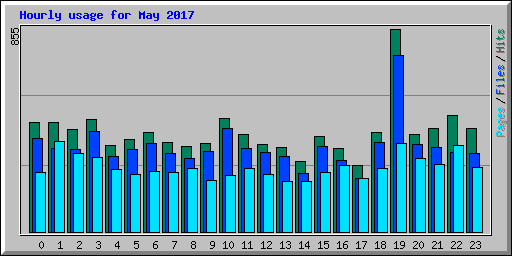 Hourly usage for May 2017
855
Pages / Files / Hits
0 1 2 3 4 5 6 7 8 9 10 11 12 13 14 15 16 17 18 19 20 21 22 23